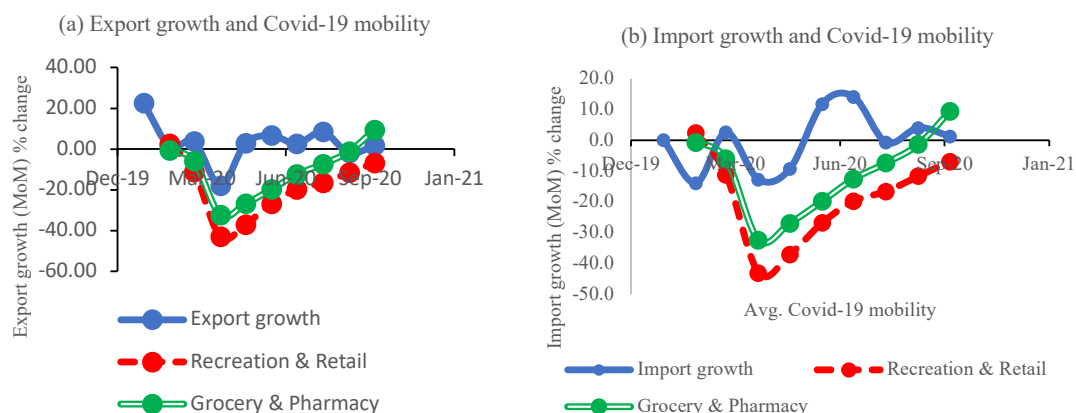 (a) Export growth and Covid-19 mobility
Export growth (MoM) % change
40.00
20.00
0.00
-20.00
-40.00
-60.00
Dec-19
Mar-20
Jun-20
Sep-20
Jan-21
Export growth
Recreation & Retail
Grocery & Pharmacy
(b) Import growth and Covid-19 mobility
Import growth (MoM) % change
20.0
10.0
0.0
-10.0
-20.0
-30.0
-40.0
-50.0
Dec-19
Mar-20
Jun-20
Sep-20
Jan-21
Avg. Covid-19 mobility
Import growth
Recreation & Retail
Grocery & Pharmacy